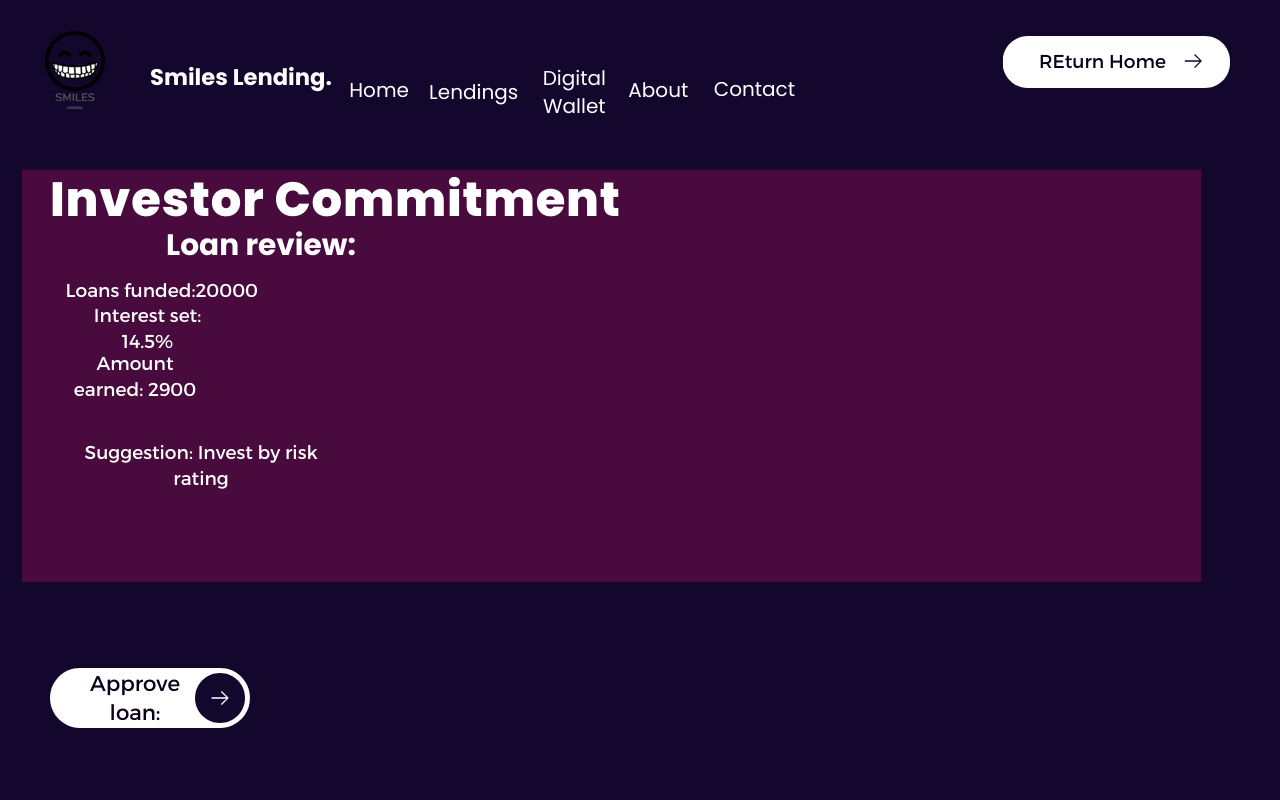 SMILES
LENDING.
Smiles Lending.
Home
Lendings
Digital
Wallet
About
Contact
REturn Home
Investor Commitment
Loan review:
Loans funded:20000
Interest set:
14.5%
Amount
earned: 2900
Suggestion: Invest by risk
rating
Approve
loan: